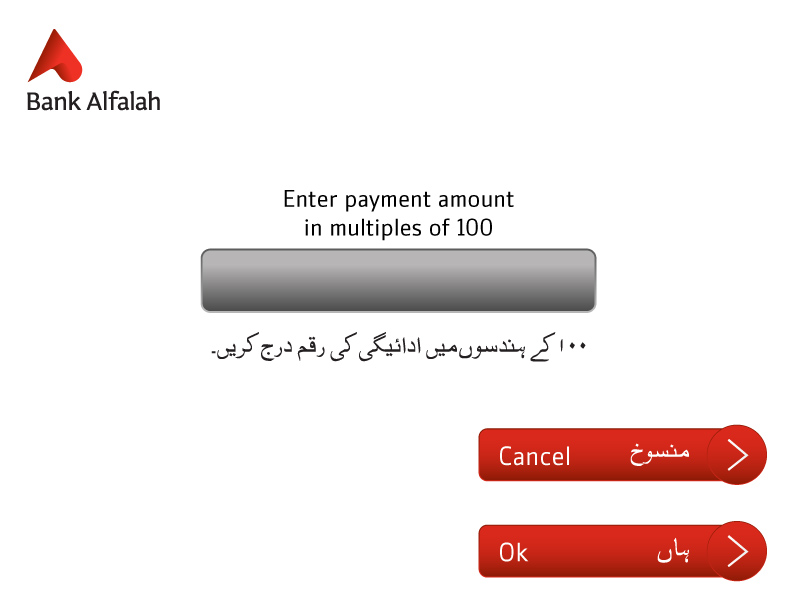 Bank Alfalah
Enter payment amount
in multiples of 100
۱۰۰ کے ہندسوں میں ادائیگی کی رقم درج کریں۔
Cancel منسوخ
Ok ہاں